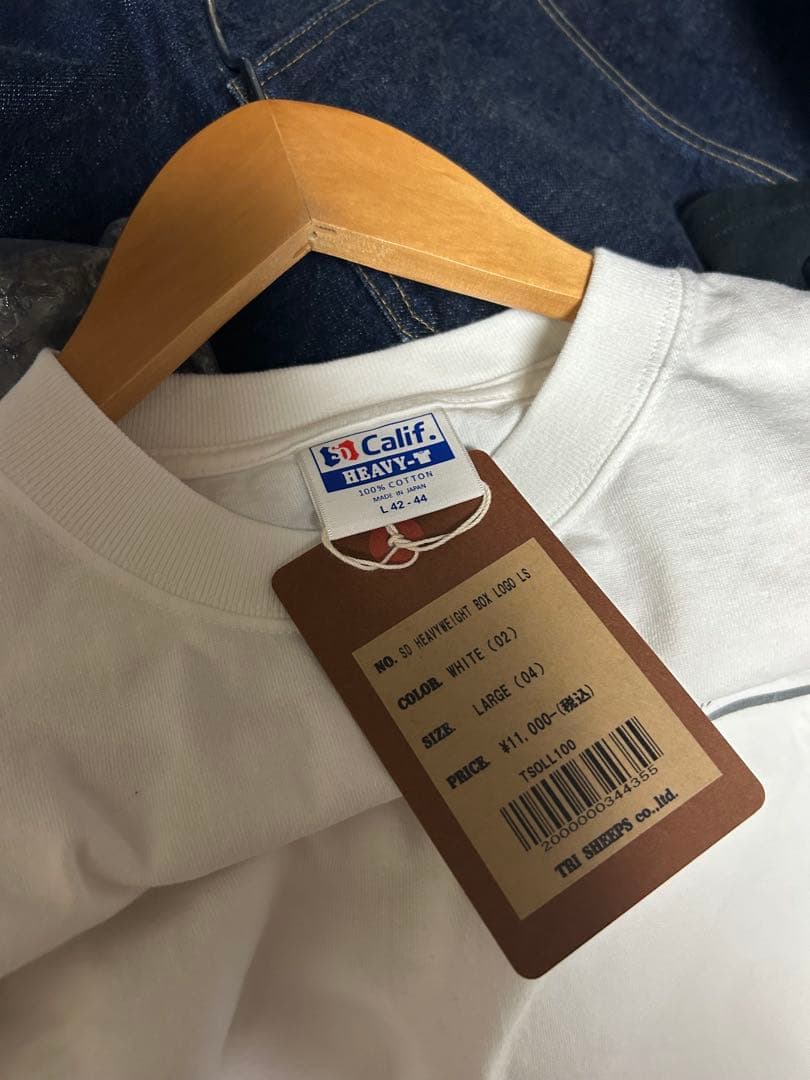 SD Calif.
HEAVY-T
100% COTTON
MADE IN JAPAN
L 42 - 44
NO. SD HEAVYWEIGHT BOX LOGO LS
COLOR. WHITE (02)
SIZE. LARGE (04)
PRICE. ¥11,000-(税込)
TSOLL100
2000000344355
TRI SHEEPS co.,ltd.